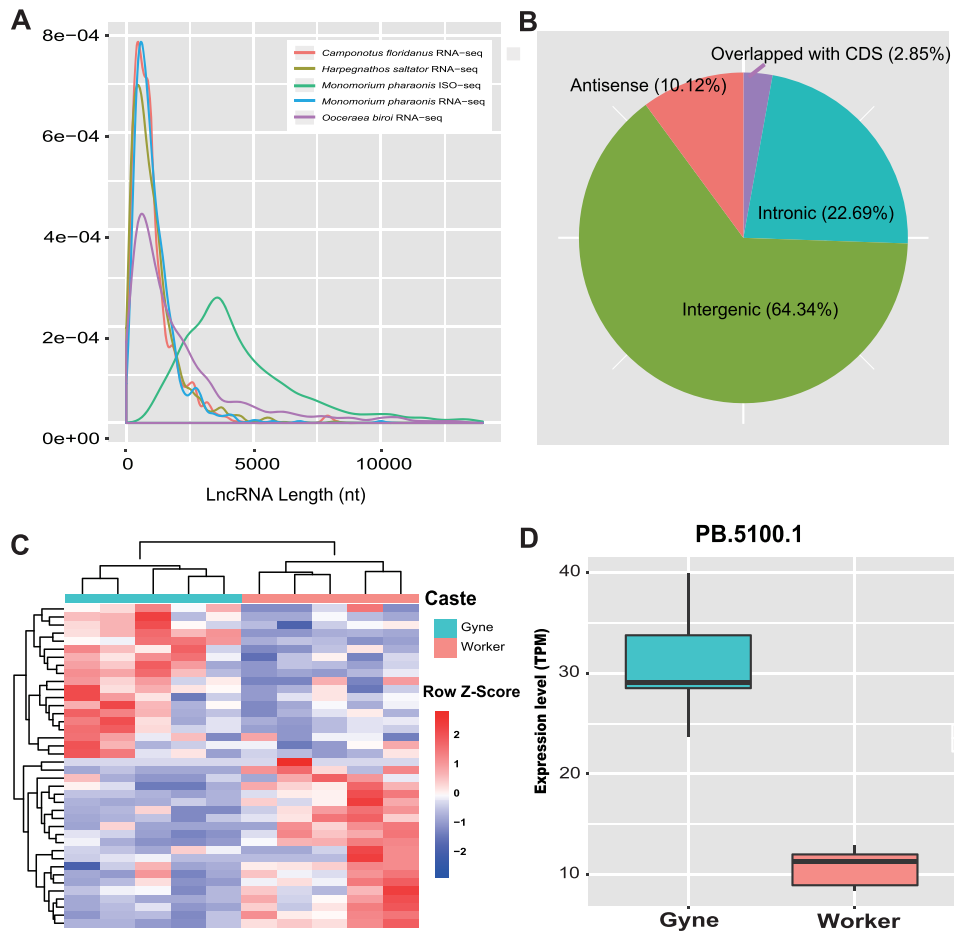 A
8e−04
6e−04
4e−04
2e−04
0e+00
0
5000
10000
LncRNA Length (nt)
Camponotus floridanus RNA−seq
Harpegnathos saltator RNA−seq
Monomorium pharaonis ISO−seq
Monomorium pharaonis RNA−seq
Ooceraea biroi RNA−seq
B
Overlapped with CDS (2.85%)
Antisense (10.12%)
Intronic (22.69%)
Intergenic (64.34%)
C
Caste
Gyne
Worker
Row Z-Score
2
1
0
−1
−2
D
PB.5100.1
Expression level (TPM)
40
30
20
10
Gyne
Worker